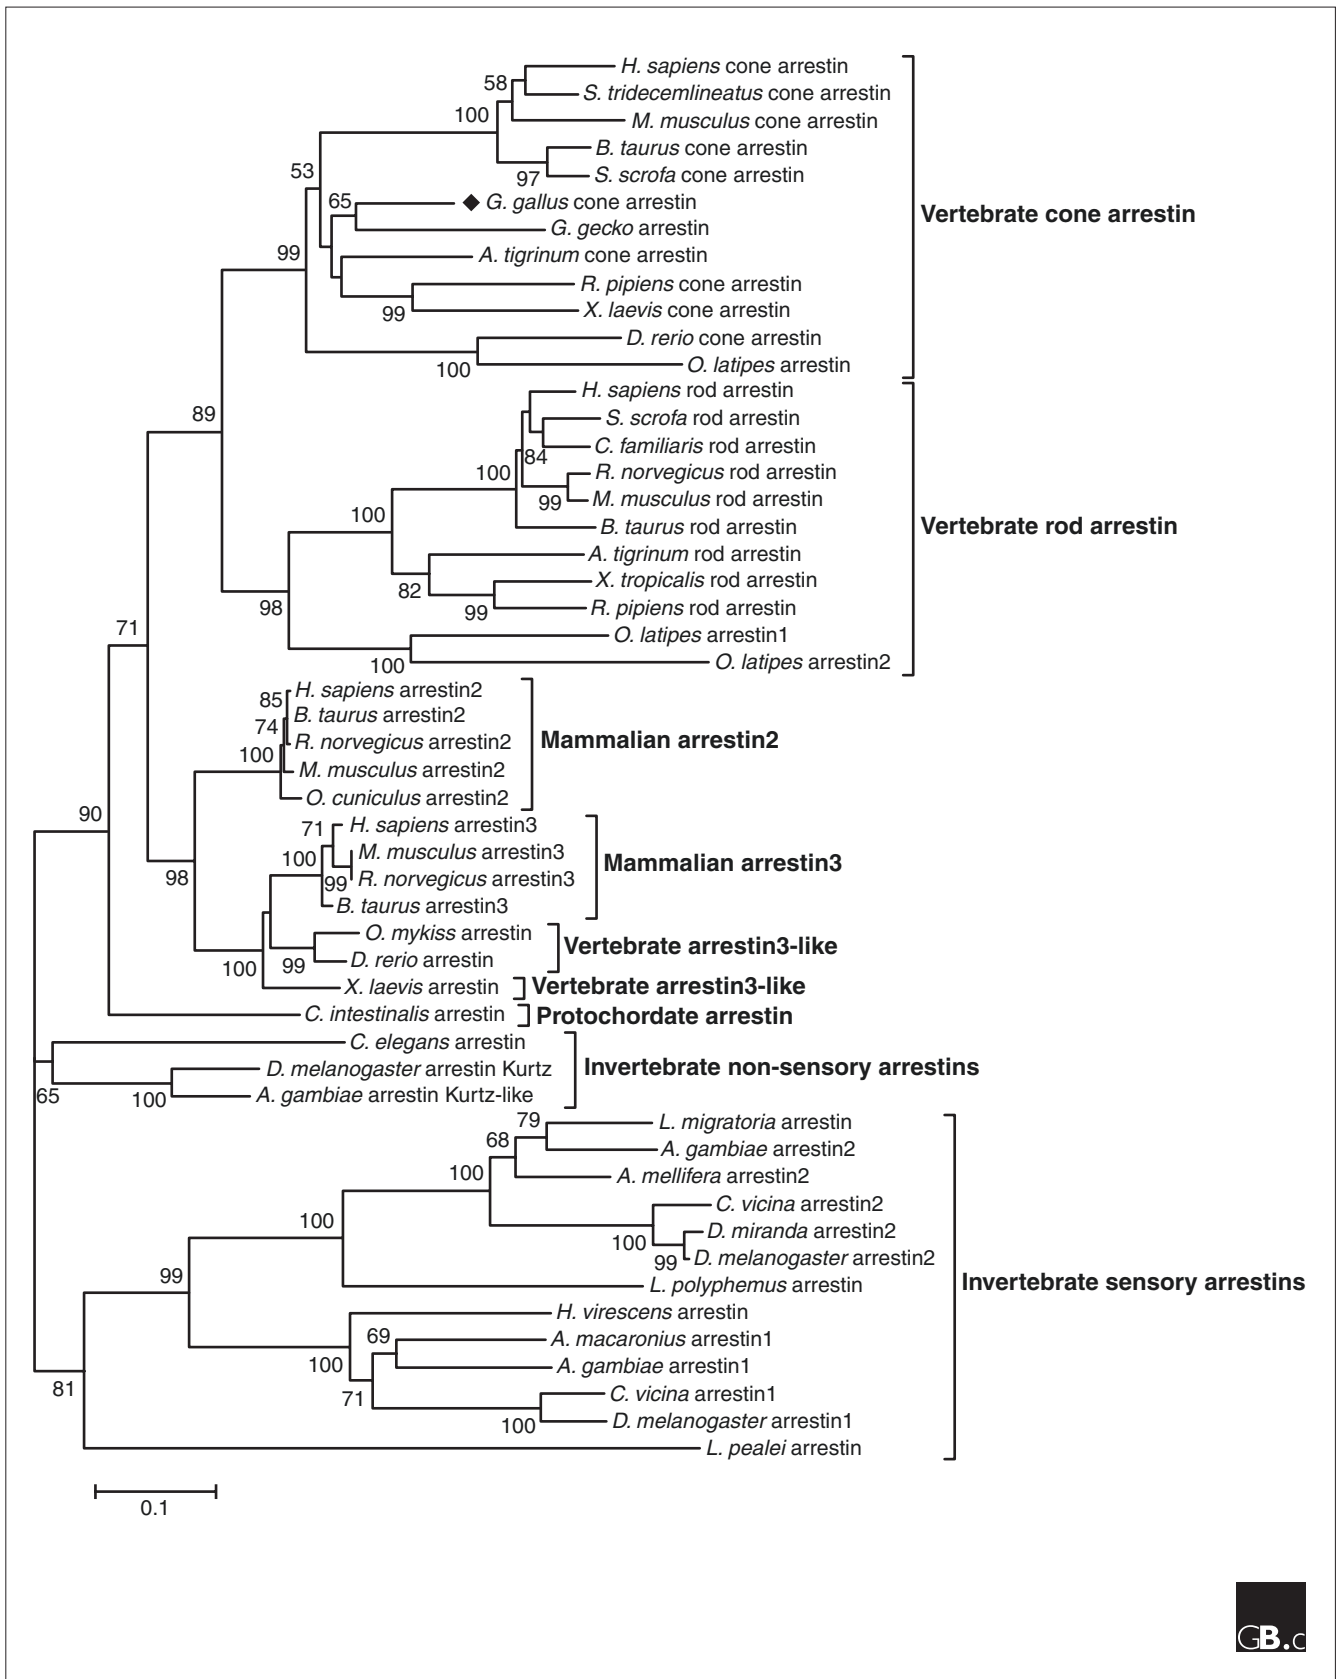 H. sapiens cone arrestin
58
S. tridecemlineatus cone arrestin
100
M. musculus cone arrestin
B. taurus cone arrestin
97
S. scrofa cone arrestin
53
65
◆ G. gallus cone arrestin
Vertebrate cone arrestin
G. gecko arrestin
99
A. tigrinum cone arrestin
R. pipiens cone arrestin
99
X. laevis cone arrestin
D. rerio cone arrestin
100
O. latipes arrestin
H. sapiens rod arrestin
89
S. scrofa rod arrestin
C. familiaris rod arrestin
84
100
R. norvegicus rod arrestin
99
M. musculus rod arrestin
100
B. taurus rod arrestin
Vertebrate rod arrestin
A. tigrinum rod arrestin
82
X. tropicalis rod arrestin
98
99
R. pipiens rod arrestin
71
O. latipes arrestin1
100
O. latipes arrestin2
85
H. sapiens arrestin2
B. taurus arrestin2
74
R. norvegicus arrestin2
Mammalian arrestin2
100
M. musculus arrestin2
O. cuniculus arrestin2
90
71
H. sapiens arrestin3
100
M. musculus arrestin3
Mammalian arrestin3
98
99
R. norvegicus arrestin3
B. taurus arrestin3
O. mykiss arrestin
Vertebrate arrestin3-like
100
99
D. rerio arrestin
X. laevis arrestin
Vertebrate arrestin3-like
C. intestinalis arrestin
Protochordate arrestin
C. elegans arrestin
D. melanogaster arrestin Kurtz
Invertebrate non-sensory arrestins
65
100
A. gambiae arrestin Kurtz-like
79
L. migratoria arrestin
68
A. gambiae arrestin2
100
A. mellifera arrestin2
C. vicina arrestin2
100
D. miranda arrestin2
100
99
D. melanogaster arrestin2
99
L. polyphemus arrestin
Invertebrate sensory arrestins
H. virescens arrestin
69
A. macaronius arrestin1
100
A. gambiae arrestin1
81
71
C. vicina arrestin1
100
D. melanogaster arrestin1
L. pealei arrestin
0.1
GB.c